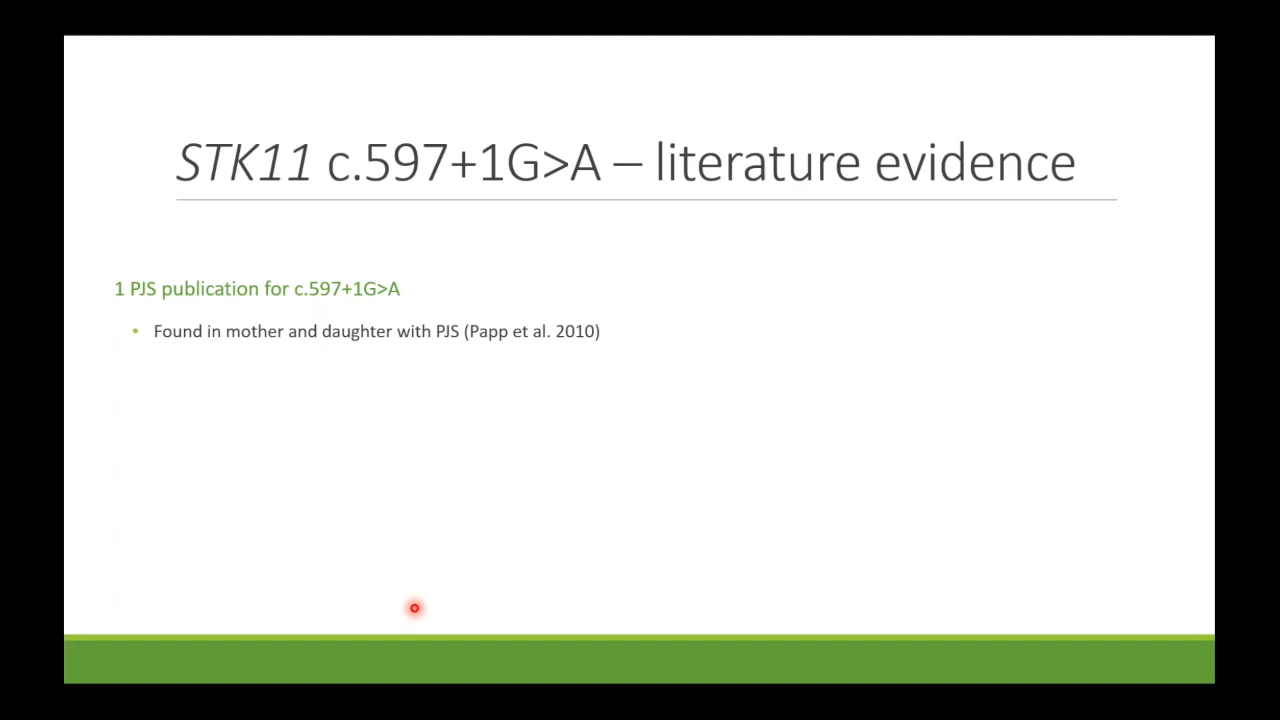 STK11 c.597+1G>A – literature evidence
1 PJS publication for c.597+1G>A
• Found in mother and daughter with PJS (Papp et al. 2010)